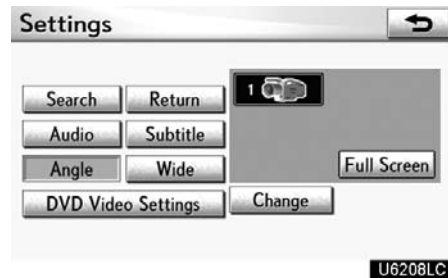 Settings
Search Return 1
Audio Subtitle
Angle Wide Full Screen
DVD Video Settings Change
U6208LC